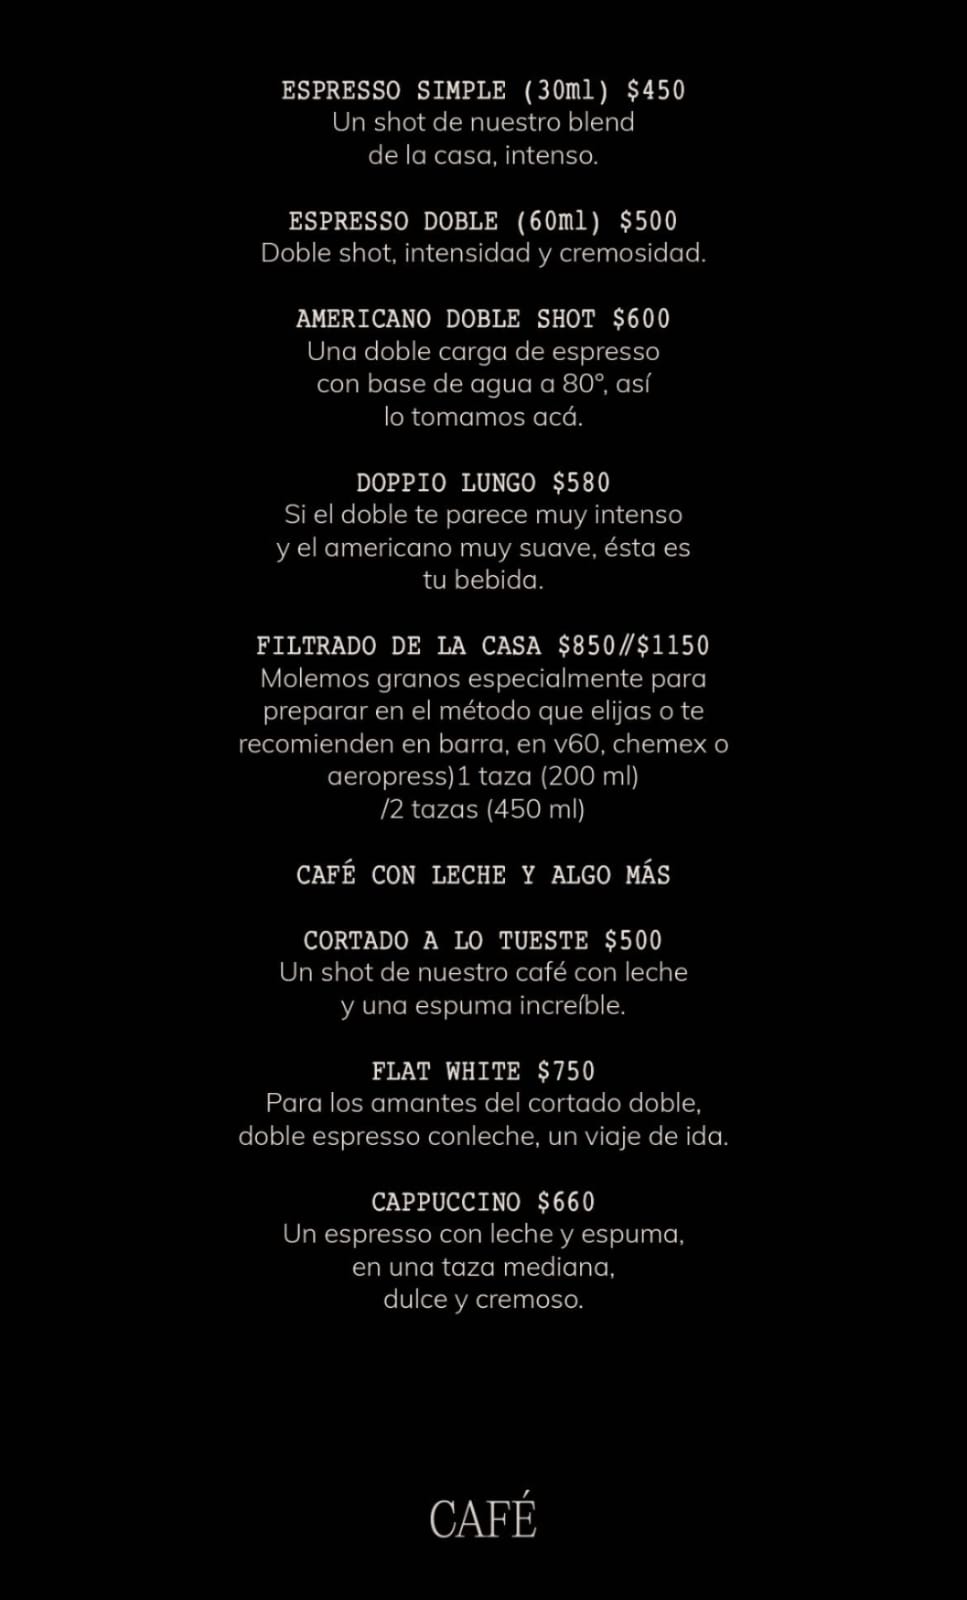 ESPRESSO SIMPLE (30ml) $450
Un shot de nuestro blend
de la casa, intenso.
ESPRESSO DOBLE (60ml) $500
Doble shot, intensidad y cremosidad.
AMERICANO DOBLE SHOT $600
Una doble carga de espresso
con base de agua a 80°, así
lo tomamos acá.
DOPPIO LUNGO $580
Si el doble te parece muy intenso
y el americano muy suave, ésta es
tu bebida.
FILTRADO DE LA CASA $850//$1150
Molemos granos especialmente para
preparar en el método que elijas o te
recomienden en barra, en v60, chemex o
aeropress)1 taza (200 ml)
/2 tazas (450 ml)
CAFÉ CON LECHE Y ALGO MÁS
CORTADO A LO TUESTE $500
Un shot de nuestro café con leche
y una espuma increíble.
FLAT WHITE $750
Para los amantes del cortado doble,
doble espresso conleche, un viaje de ida.
CAPPUCCINO $660
Un espresso con leche y espuma,
en una taza mediana,
dulce y cremoso.
CAFÉ